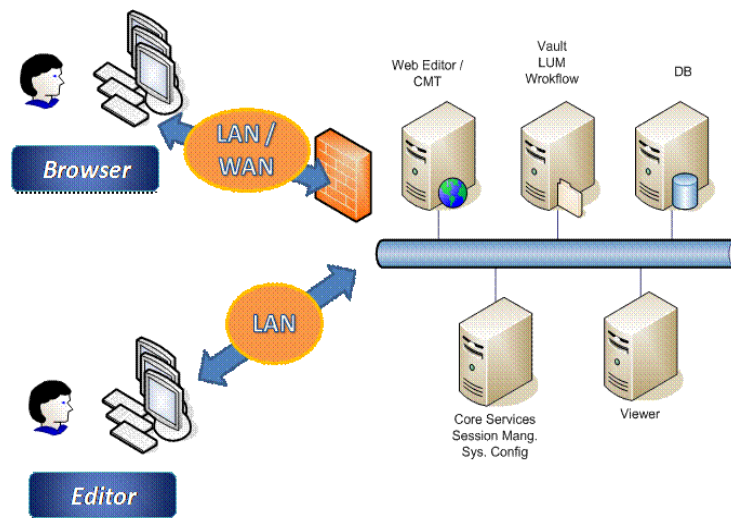 Web Editor /
CMT
Vault
LUM
Wrokflow
DB
LAN /
WAN
Browser
LAN
Editor
Core Services
Session Mang.
Sys. Config
Viewer